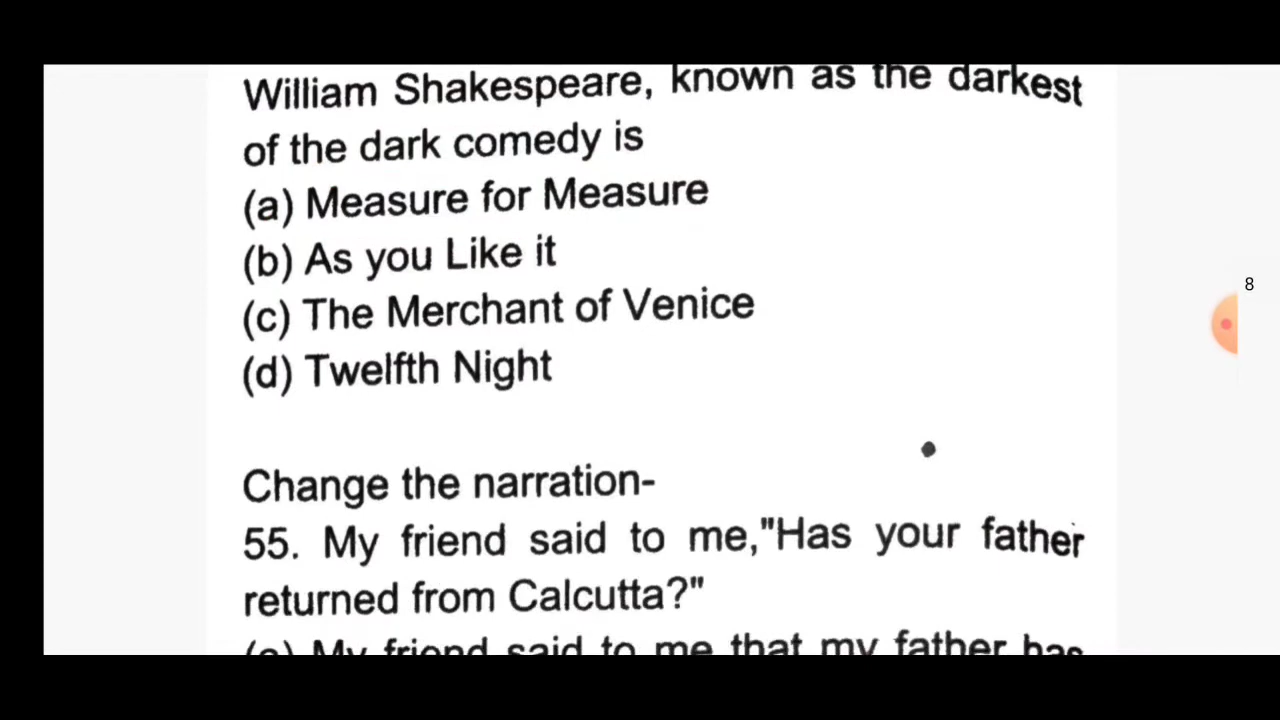 William Shakespeare, known as the darkest
of the dark comedy is
(a) Measure for Measure
(b) As you Like it
(c) The Merchant of Venice
(d) Twelfth Night
8
Change the narration-
55. My friend said to me,"Has your father
returned from Calcutta?"
(a) My friend said to me that my father has